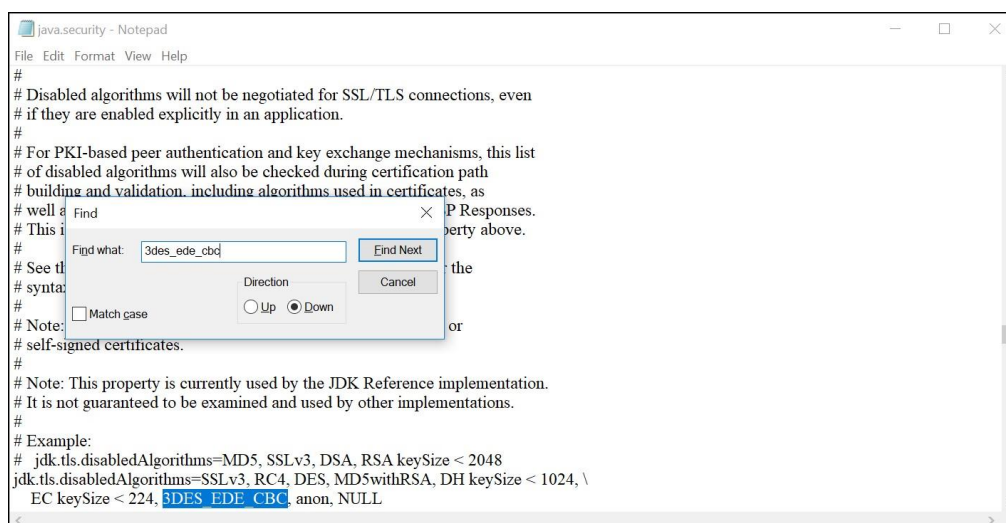 java.security - Notepad
File Edit Format View Help
#
# Disabled algorithms will not be negotiated for SSL/TLS connections, even
# if they are enabled explicitly in an application.
#
# For PKI-based peer authentication and key exchange mechanisms, this list
# of disabled algorithms will also be checked during certification path
# building and validation, including algorithms used in certificates, as
# well P Responses.
# This perty above.
#
# See the
# synta
#
# Note: or
# self-signed certificates.
#
# Note: This property is currently used by the JDK Reference implementation.
# It is not guaranteed to be examined and used by other implementations.
#
# Example:
# jdk.tls.disabledAlgorithms=MD5, SSLv3, DSA, RSA keySize < 2048
jdk.tls.disabledAlgorithms=SSLv3, RC4, DES, MD5withRSA, DH keySize < 1024, \
EC keySize < 224, 3DES_EDE_CBC, anon, NULL
Find
Find what: 3des_ede_cbc
Find Next
Direction
Cancel
Match case
Up Down